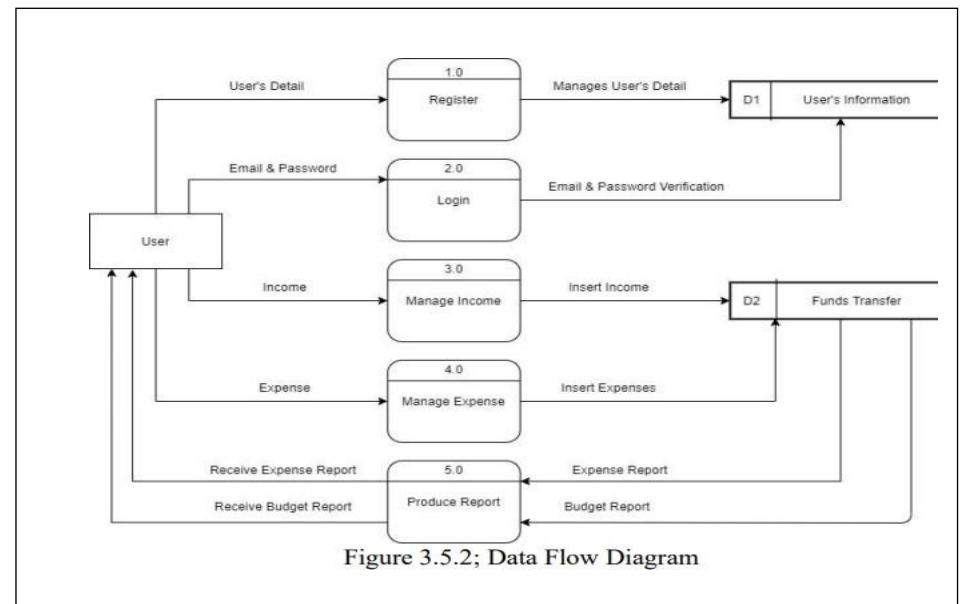 1.0
User's Detail
Manages User's Detail
Register
D1
User's Information
Email & Password
2.0
Email & Password Verification
Login
User
3.0
Income
Insert Income
Manage Income
D2
Funds Transfer
4.0
Expense
Insert Expenses
Manage Expense
Receive Expense Report
5.0
Expense Report
Produce Report
Receive Budget Report
Budget Report
Figure 3.5.2; Data Flow Diagram